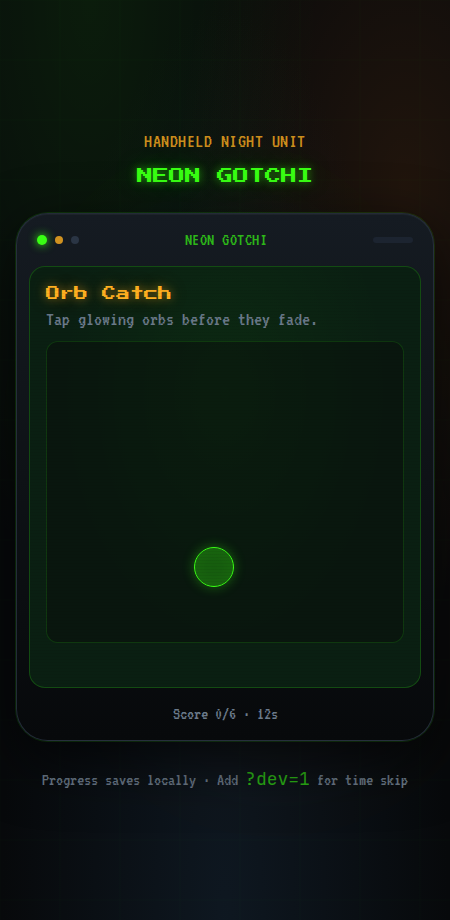 HANDHELD NIGHT UNIT
NEON GOTCHI
NEON GOTCHI
Orb Catch
Tap glowing orbs before they fade.
Score 0/6 · 12s
Progress saves locally · Add ?dev=1 for time skip